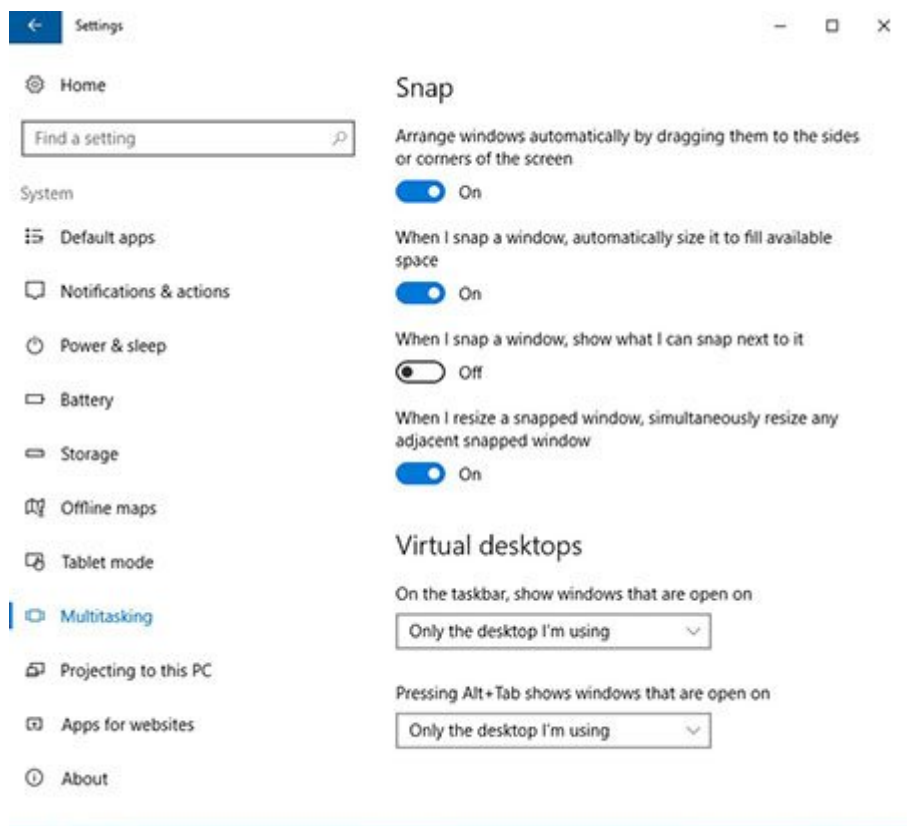 Settings
Home
Find a setting
System
Default apps
Notifications & actions
Power & sleep
Battery
Storage
Offline maps
Tablet mode
Multitasking
Projecting to this PC
Apps for websites
About
Snap
Arrange windows automatically by dragging them to the sides
or corners of the screen
On
When I snap a window, automatically size it to fill available
space
On
When I snap a window, show what I can snap next to it
Off
When I resize a snapped window, simultaneously resize any
adjacent snapped window
On
Virtual desktops
On the taskbar, show windows that are open on
Only the desktop I'm using
Pressing Alt+Tab shows windows that are open on
Only the desktop I'm using